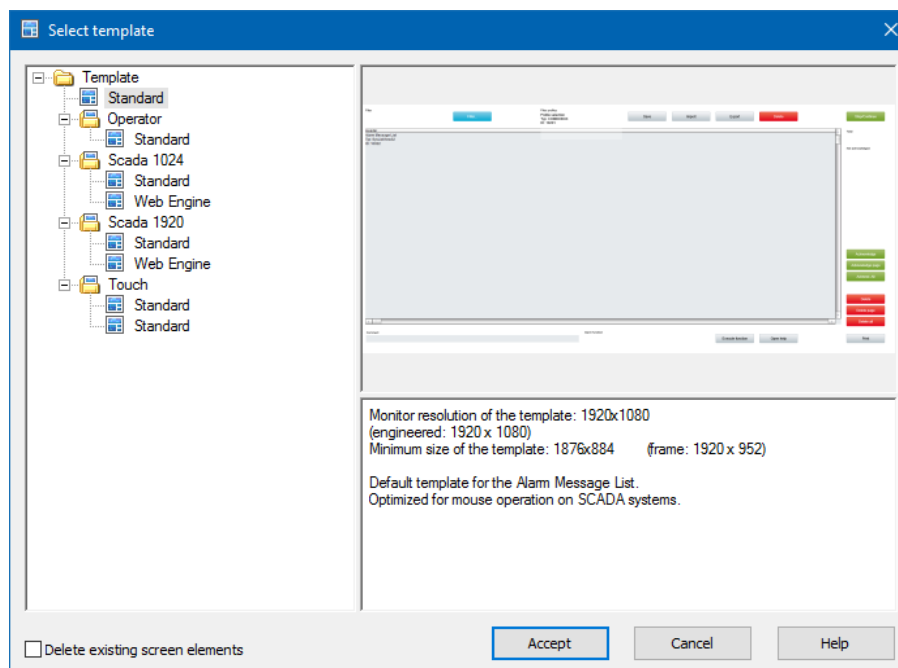 Select template
Template
Standard
Operator
Standard
Scada 1024
Standard
Web Engine
Scada 1920
Standard
Web Engine
Touch
Standard
Standard
Monitor resolution of the template: 1920x1080
(engineered: 1920 x 1080)
Minimum size of the template: 1876x884 (frame: 1920 x 952)
Default template for the Alarm Message List.
Optimized for mouse operation on SCADA systems.
Delete existing screen elements
Accept
Cancel
Help